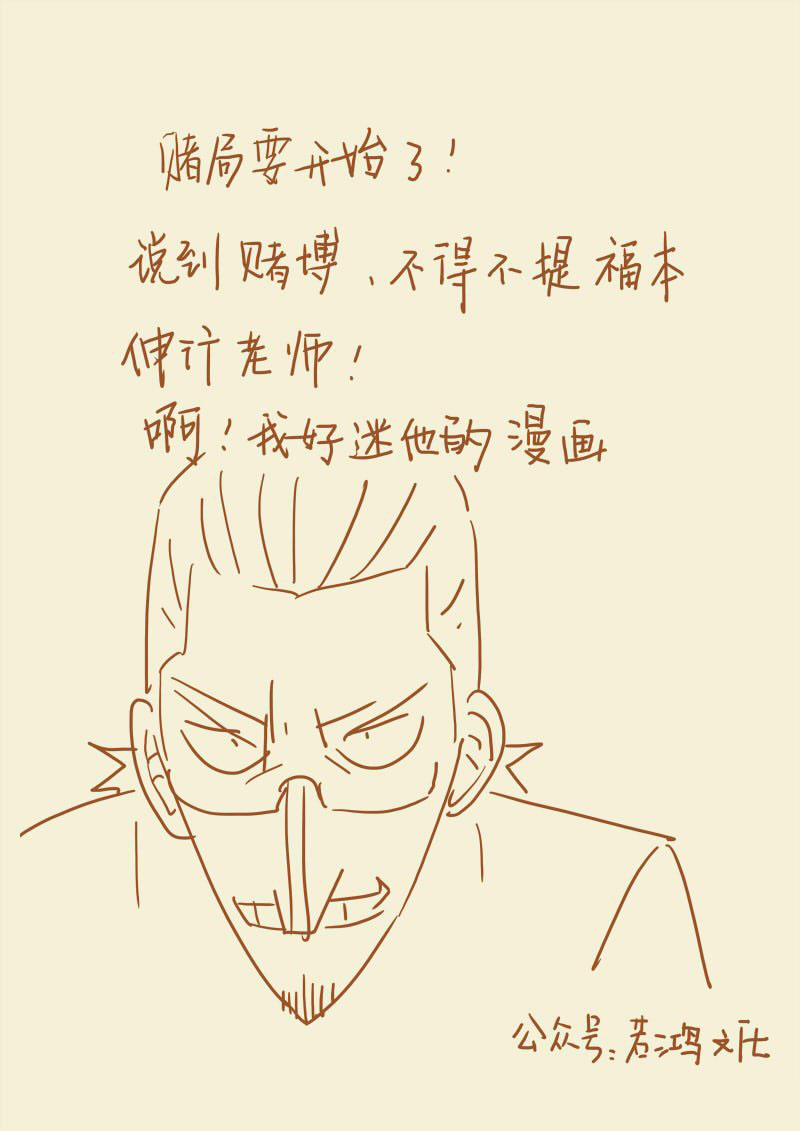 赌局要开始了！
说到赌博、不得不提福本
伸行老师！
啊！我好迷他的漫画
公众号：若鸿文化